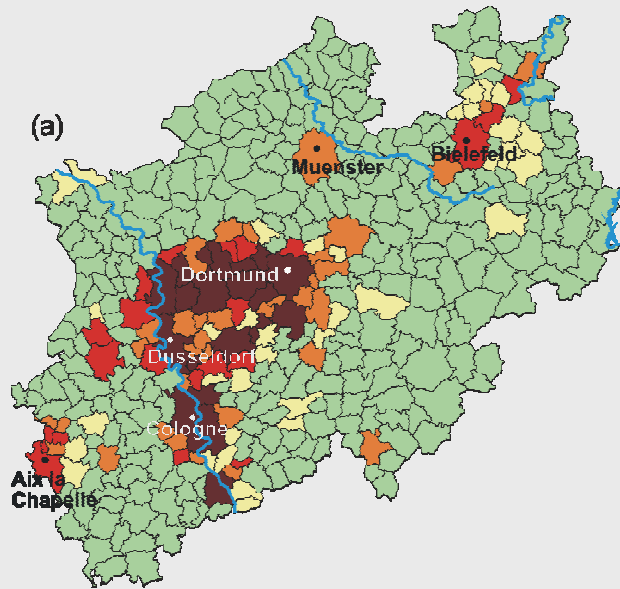 (a)
Muenster
Bielefeld
Dortmund
Dusseldorf
Cologne
Aix la
Chapelle